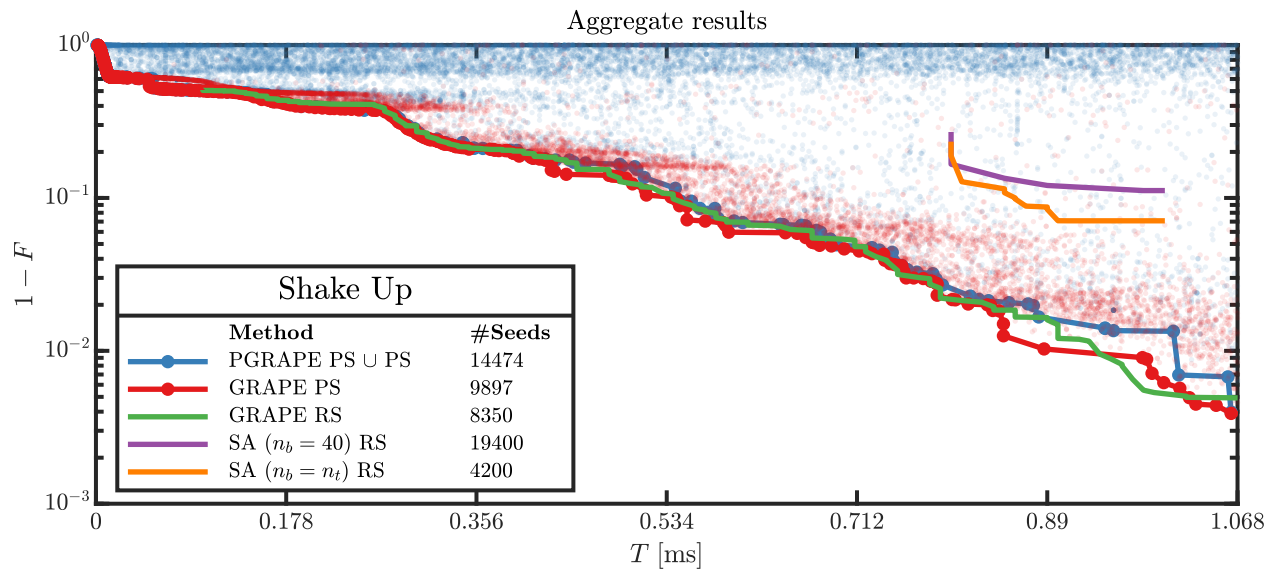 Aggregate results
10⁰
10⁻¹
10⁻²
10⁻³
1 − F
Shake Up
Method #Seeds
PGRAPE PS ∪ PS 14474
GRAPE PS 9897
GRAPE RS 8350
SA (n_b = 40) RS 19400
SA (n_b = n_t) RS 4200
0 0.178 0.356 0.534 0.712 0.89 1.068
T [ms]